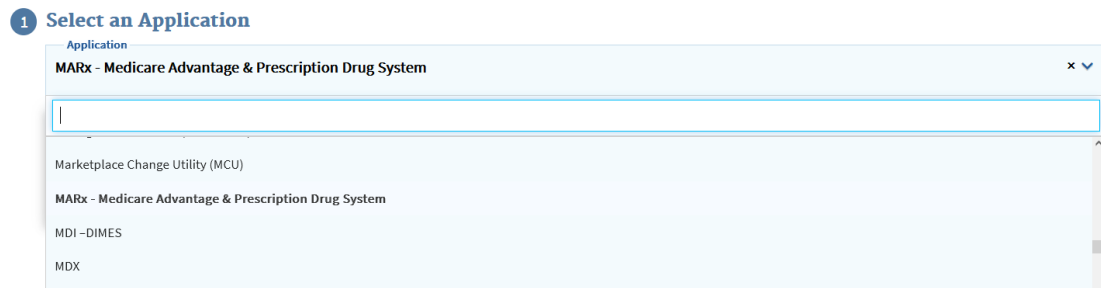 1 Select an Application
Application
MARx - Medicare Advantage & Prescription Drug System
Marketplace Change Utility (MCU)
MARx - Medicare Advantage & Prescription Drug System
MDI –DIMES
MDX